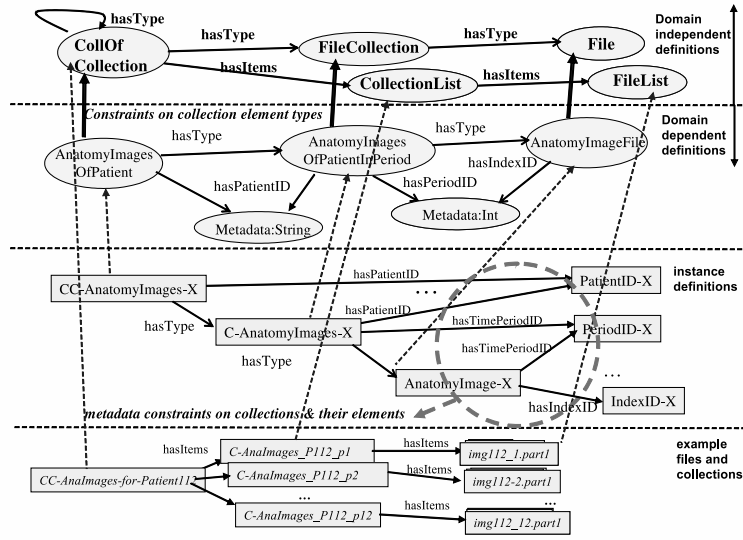 hasType
CollOf
Collection
hasType
FileCollection
hasType
File
Domain
independent
definitions
hasItems
CollectionList
hasItems
FileList
Constraints on collection element types
hasType
AnatomyImages
OfPatient
AnatomyImages
OfPatientInPeriod
hasType
AnatomyImageFile
Domain
dependent
definitions
hasPatientID
hasPeriodID
hasIndexID
Metadata:String
Metadata:Int
CC-AnatomyImages-X
hasPatientID
...
PatientID-X
instance
definitions
hasPatientID
hasType
C-AnatomyImages-X
hasTimePeriodID
PeriodID-X
hasType
hasTimePeriodID
AnatomyImage-X
...
hasIndexID
IndexID-X
metadata constraints on collections & their elements
hasItems
C-AnaImages_P112_p1
hasItems
img112_1.part1
example
files and
collections
CC-AnaImages-for-Patient112
C-AnaImages_P112_p2
hasItems
img112-2.part1
hasItems
...
...
C-AnaImages_P112_p12
hasItems
img112_12.part1